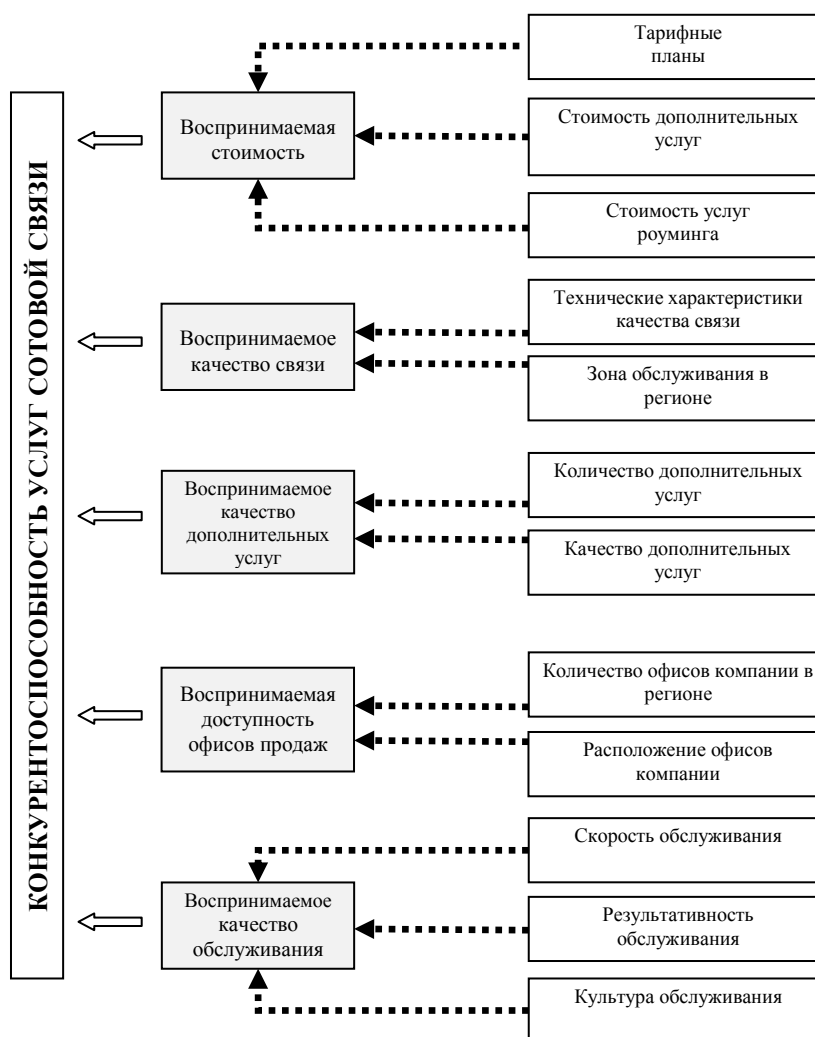 КОНКУРЕНТОСПОСОБНОСТЬ УСЛУГ СОТОВОЙ СВЯЗИ
Воспринимаемая
стоимость
Тарифные
планы
Стоимость дополнительных
услуг
Стоимость услуг
роуминга
Воспринимаемое
качество связи
Технические характеристики
качества связи
Зона обслуживания в
регионе
Воспринимаемое
качество
дополнительных
услуг
Количество дополнительных
услуг
Качество дополнительных
услуг
Воспринимаемая
доступность
офисов продаж
Количество офисов компании в
регионе
Расположение офисов
компании
Воспринимаемое
качество
обслуживания
Скорость обслуживания
Результативность
обслуживания
Культура обслуживания